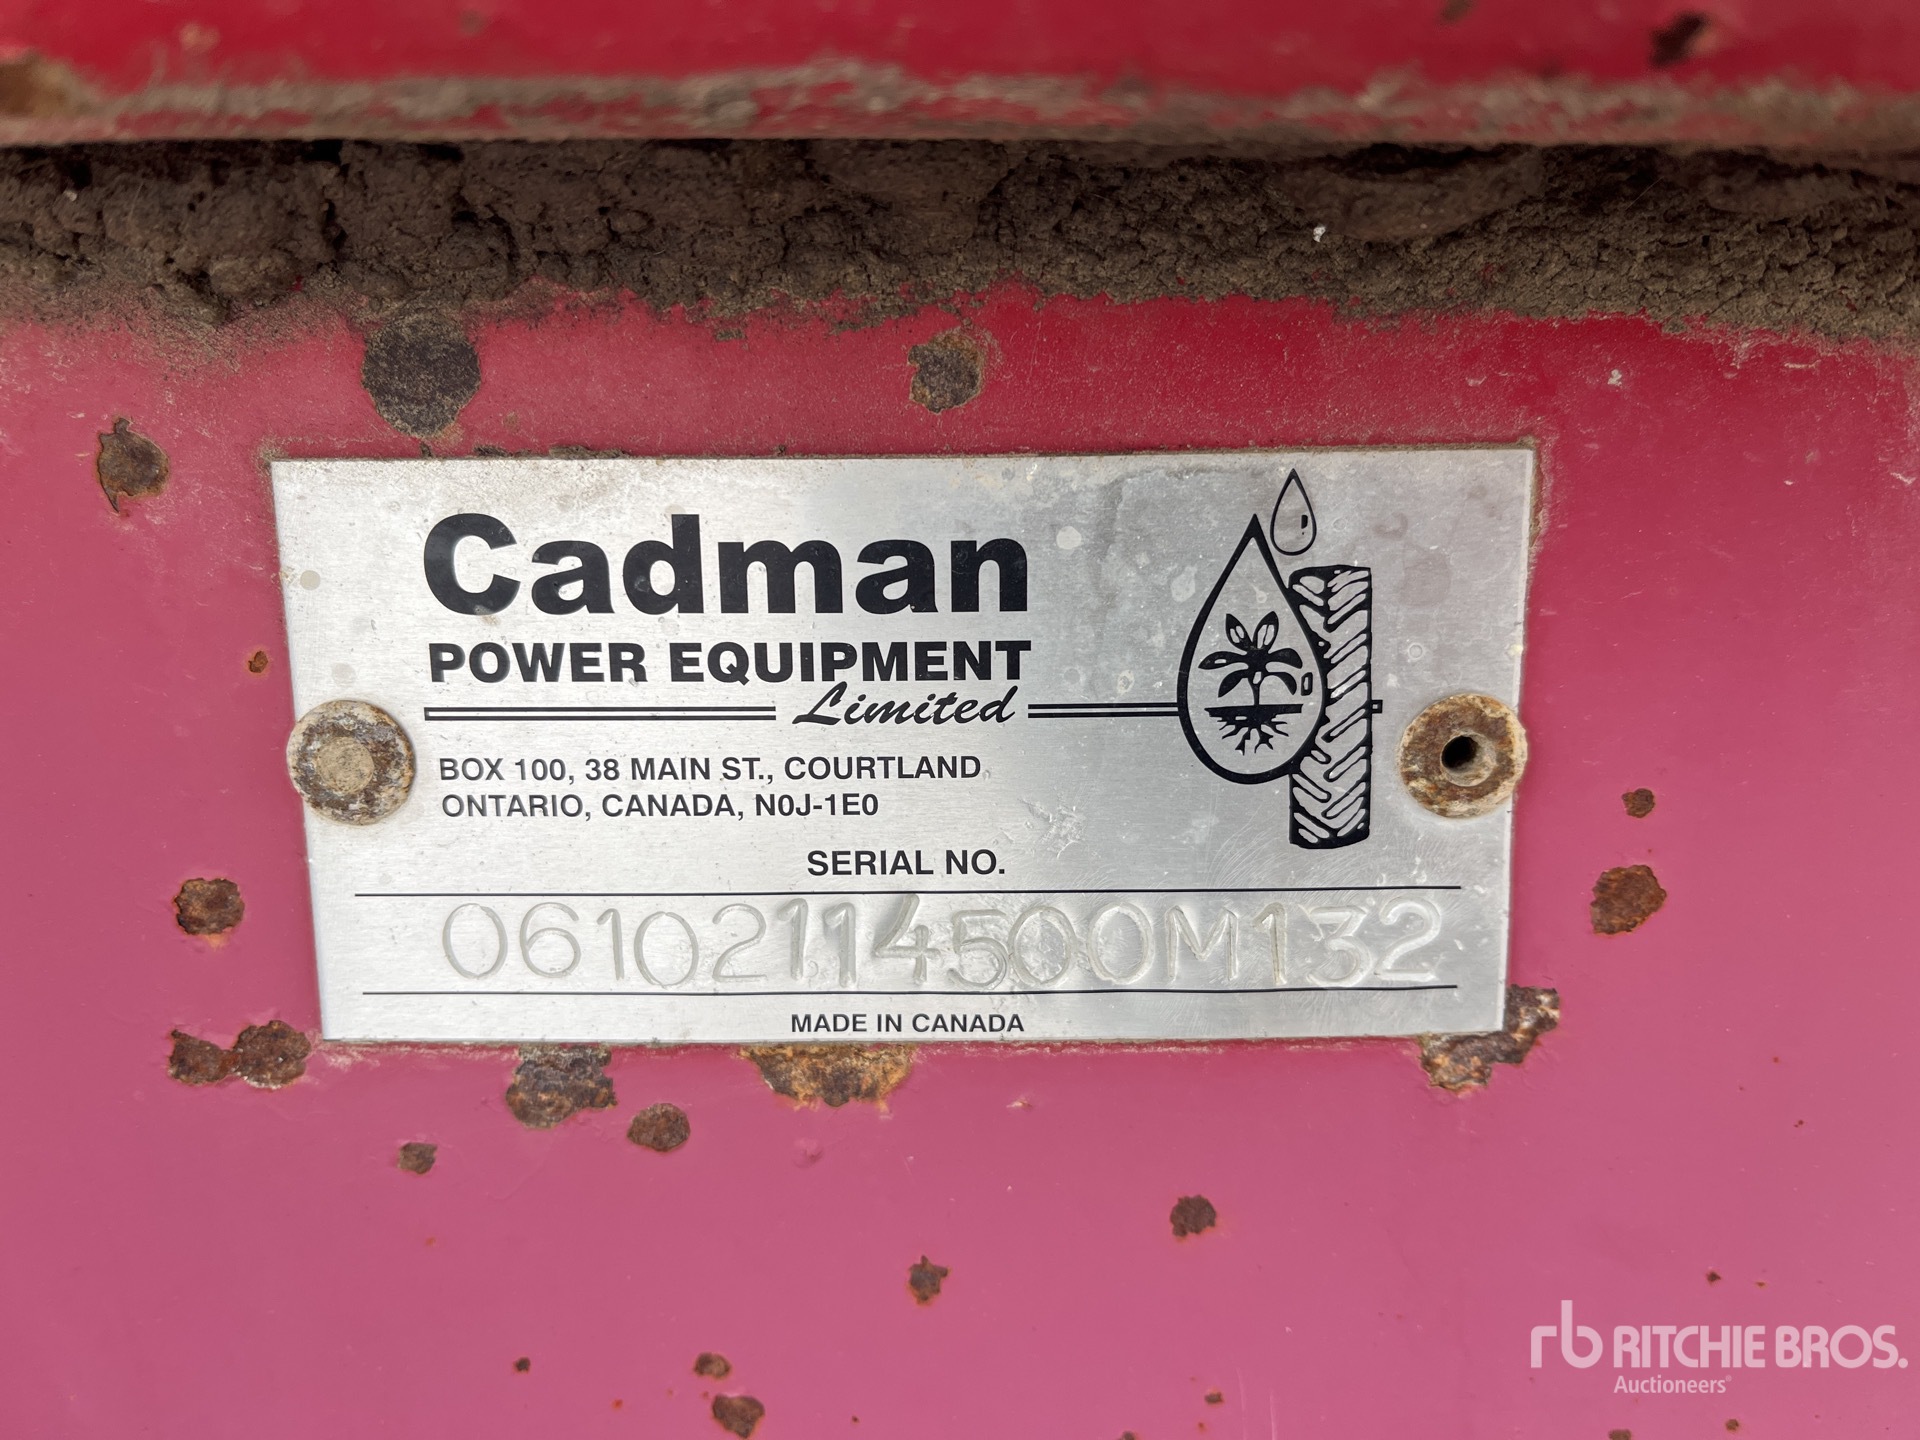 Cadman
POWER EQUIPMENT
Limited
BOX 100, 38 MAIN ST., COURTLAND
ONTARIO, CANADA, N0J-1E0
SERIAL NO.
06102114500M132
MADE IN CANADA
rb RITCHIE BROS.
Auctioneers